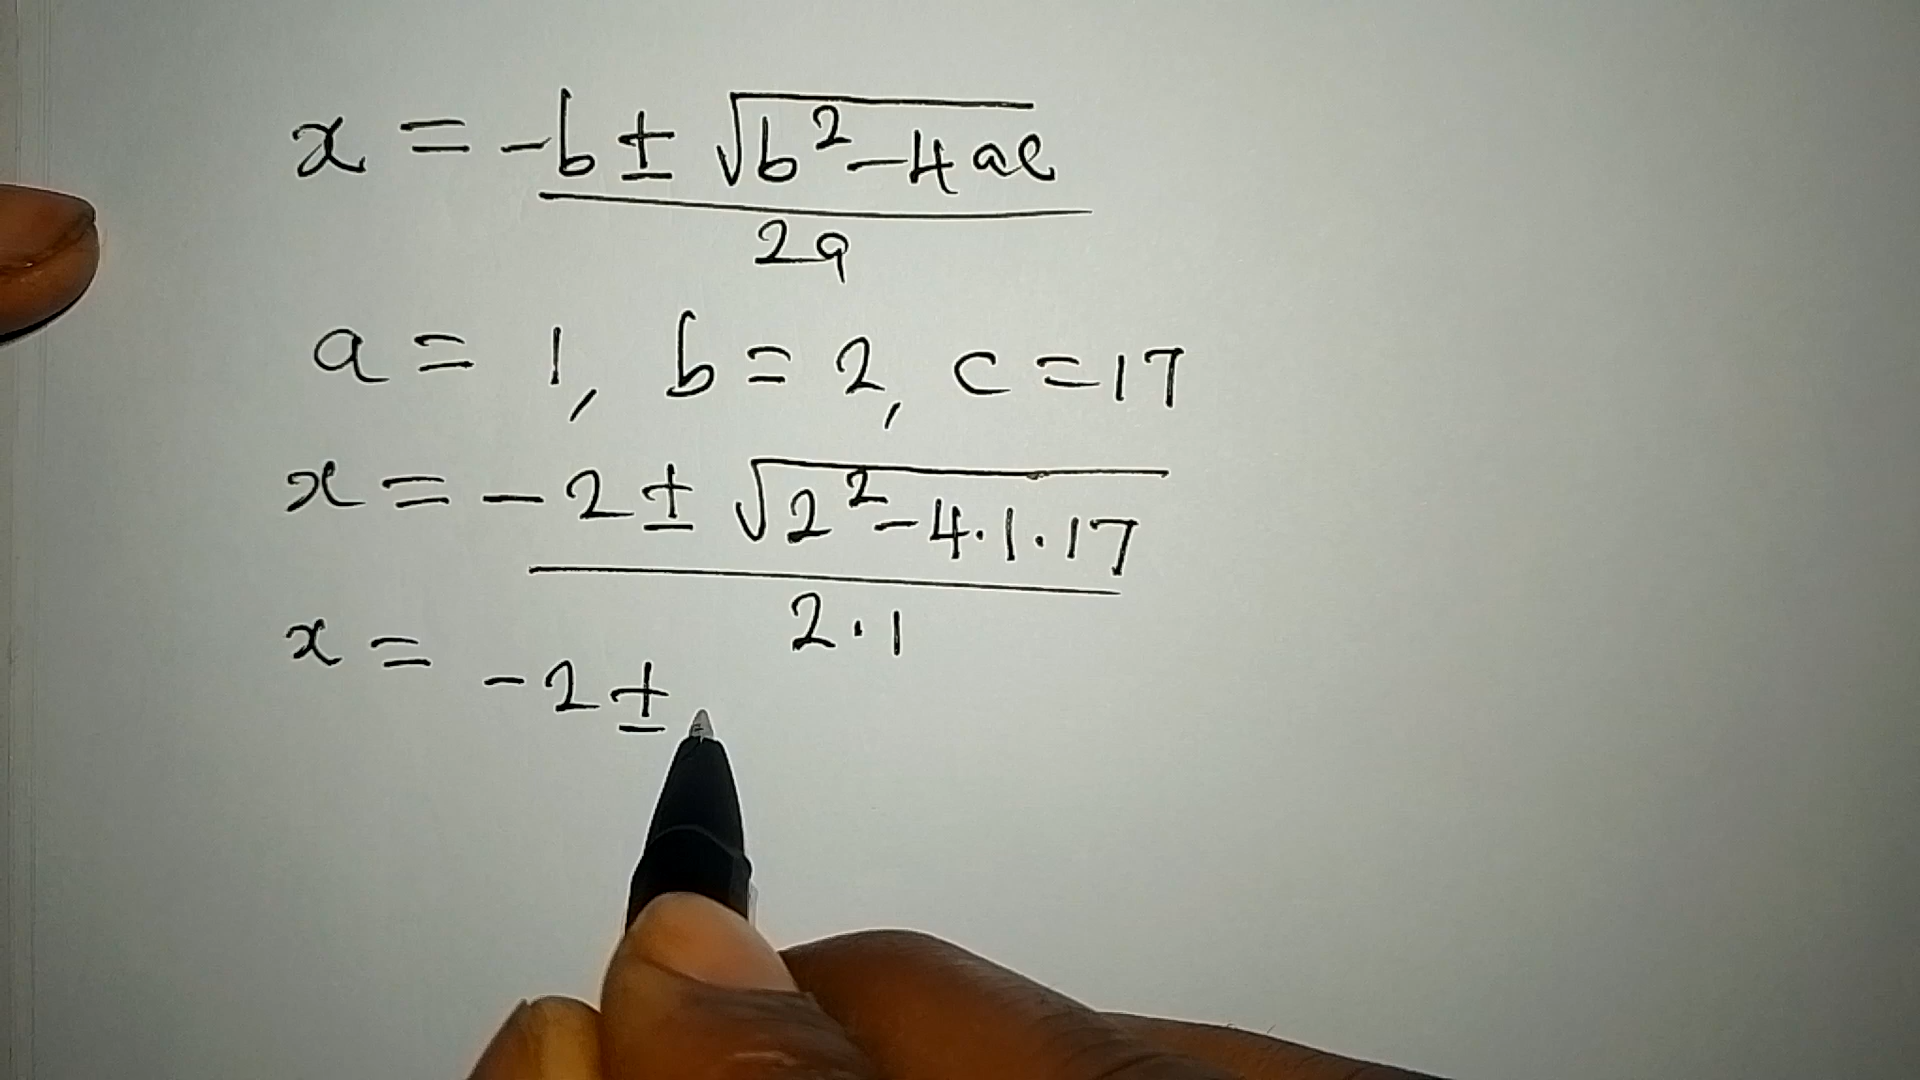 x = -b ± √b²-4ac
2a
a = 1, b = 2, c = 17
x = -2 ± √2²-4.1.17
2.1
x = -2 ±